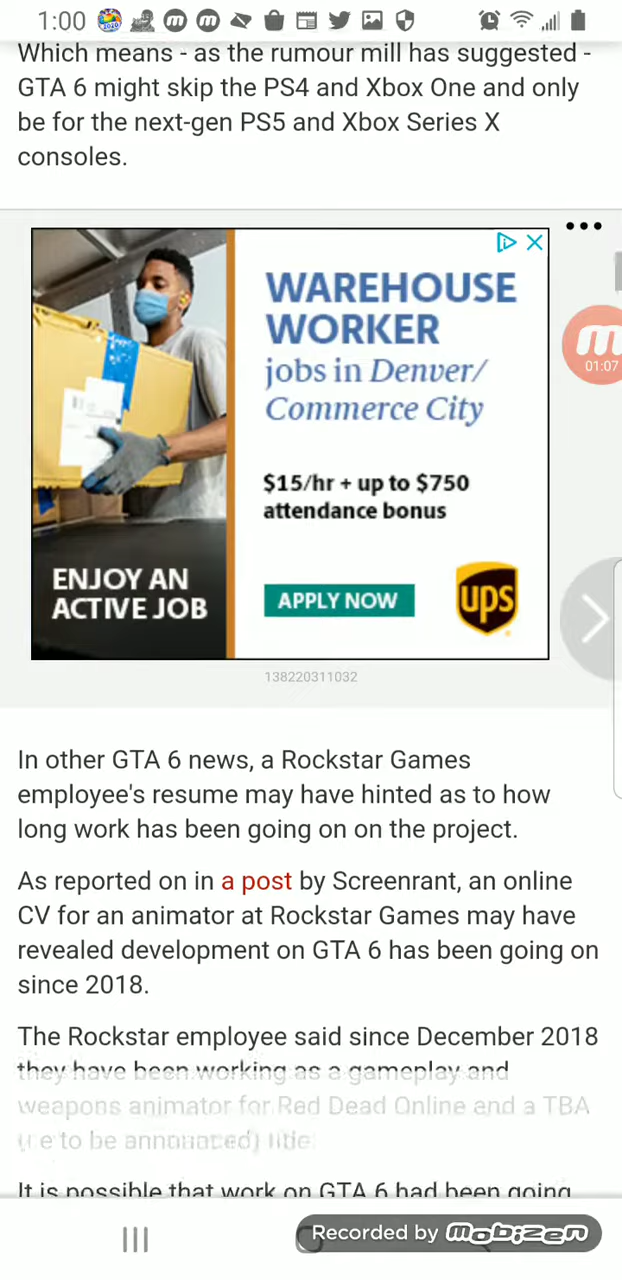 1:00
Which means - as the rumour mill has suggested -
GTA 6 might skip the PS4 and Xbox One and only
be for the next-gen PS5 and Xbox Series X
consoles.
WAREHOUSE
WORKER
jobs in Denver/
Commerce City
01:07
$15/hr + up to $750
attendance bonus
ENJOY AN
ACTIVE JOB
APPLY NOW
ups
138220311032
In other GTA 6 news, a Rockstar Games
employee's resume may have hinted as to how
long work has been going on on the project.
As reported on in a post by Screenrant, an online
CV for an animator at Rockstar Games may have
revealed development on GTA 6 has been going on
since 2018.
The Rockstar employee said since December 2018
they have been working as a gameplay and
weapons animator for Red Dead Online and a TBA
e to be announced) title
It is possible that work on GTA 6 had been going
Recorded by mobizen